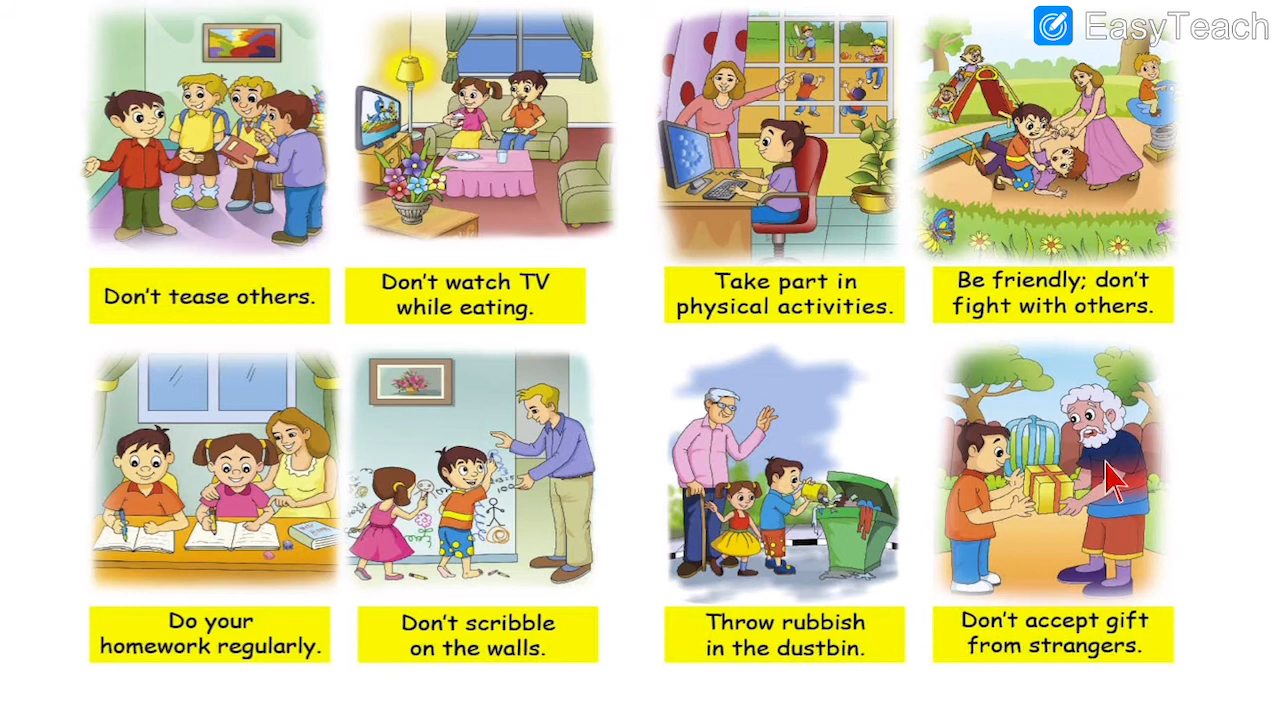 EasyTeach
Don't tease others.
Don't watch TV
while eating.
Take part in
physical activities.
Be friendly; don't
fight with others.
Do your
homework regularly.
Don't scribble
on the walls.
Throw rubbish
in the dustbin.
Don't accept gift
from strangers.